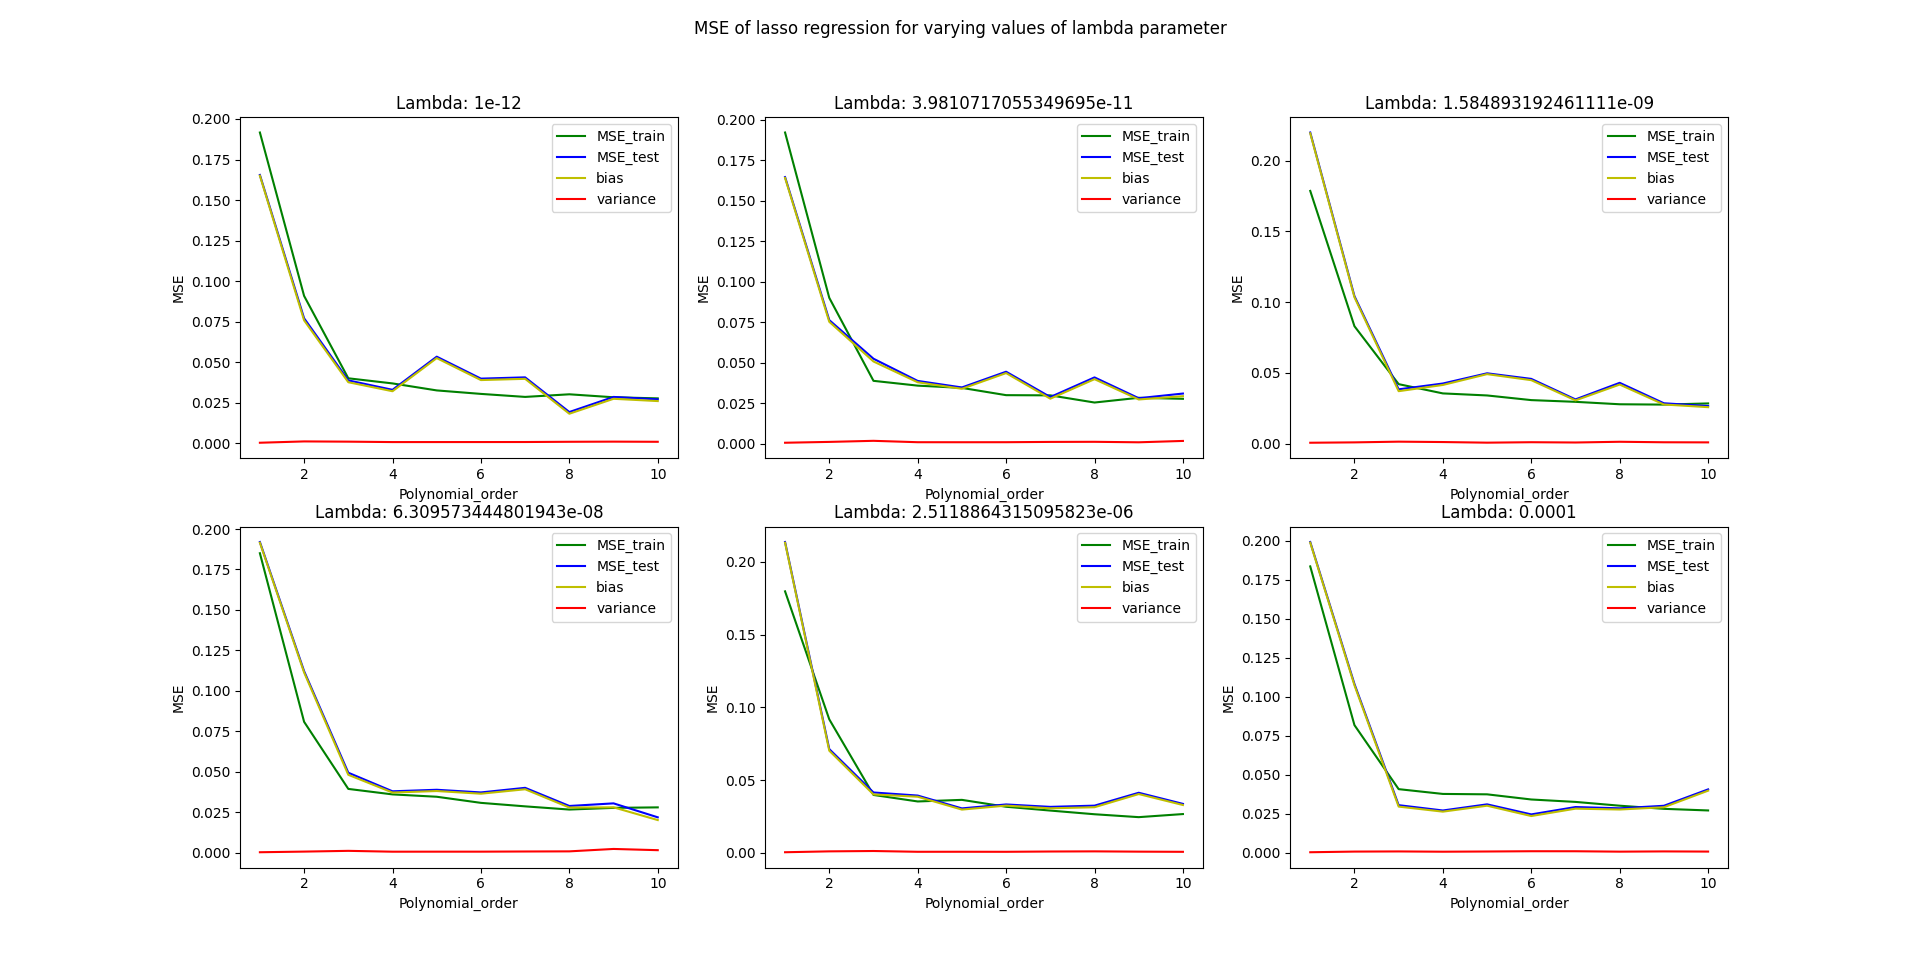 MSE of lasso regression for varying values of lambda parameter
Lambda: 1e-12
0.200
0.175
0.150
0.125
0.100
0.075
0.050
0.025
0.000
MSE
MSE_train
MSE_test
bias
variance
2 4 6 8 10
Polynomial_order
Lambda: 3.9810717055349695e-11
0.200
0.175
0.150
0.125
0.100
0.075
0.050
0.025
0.000
MSE
MSE_train
MSE_test
bias
variance
2 4 6 8 10
Polynomial_order
Lambda: 1.584893192461111e-09
0.20
0.15
0.10
0.05
0.00
MSE
MSE_train
MSE_test
bias
variance
2 4 6 8 10
Polynomial_order
Lambda: 6.309573444801943e-08
0.200
0.175
0.150
0.125
0.100
0.075
0.050
0.025
0.000
MSE
MSE_train
MSE_test
bias
variance
2 4 6 8 10
Polynomial_order
Lambda: 2.5118864315095823e-06
0.20
0.15
0.10
0.05
0.00
MSE
MSE_train
MSE_test
bias
variance
2 4 6 8 10
Polynomial_order
Lambda: 0.0001
0.200
0.175
0.150
0.125
0.100
0.075
0.050
0.025
0.000
MSE
MSE_train
MSE_test
bias
variance
2 4 6 8 10
Polynomial_order